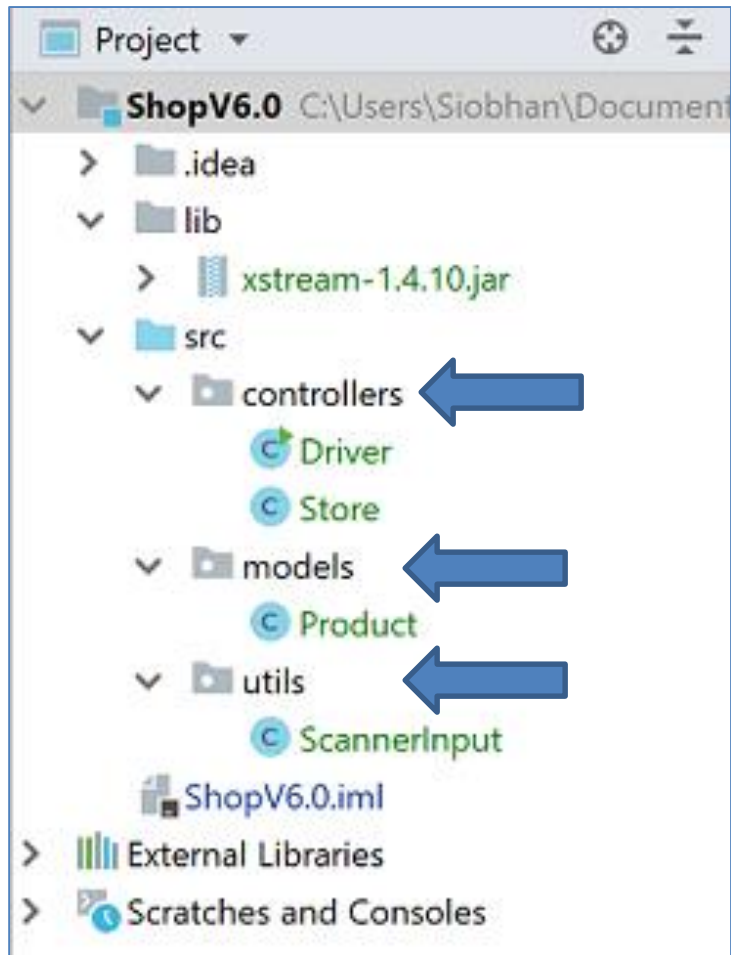 Project
ShopV6.0 C:\Users\Siobhan\Document
.idea
lib
xstream-1.4.10.jar
src
controllers
Driver
Store
models
Product
utils
ScannerInput
ShopV6.0.iml
External Libraries
Scratches and Consoles